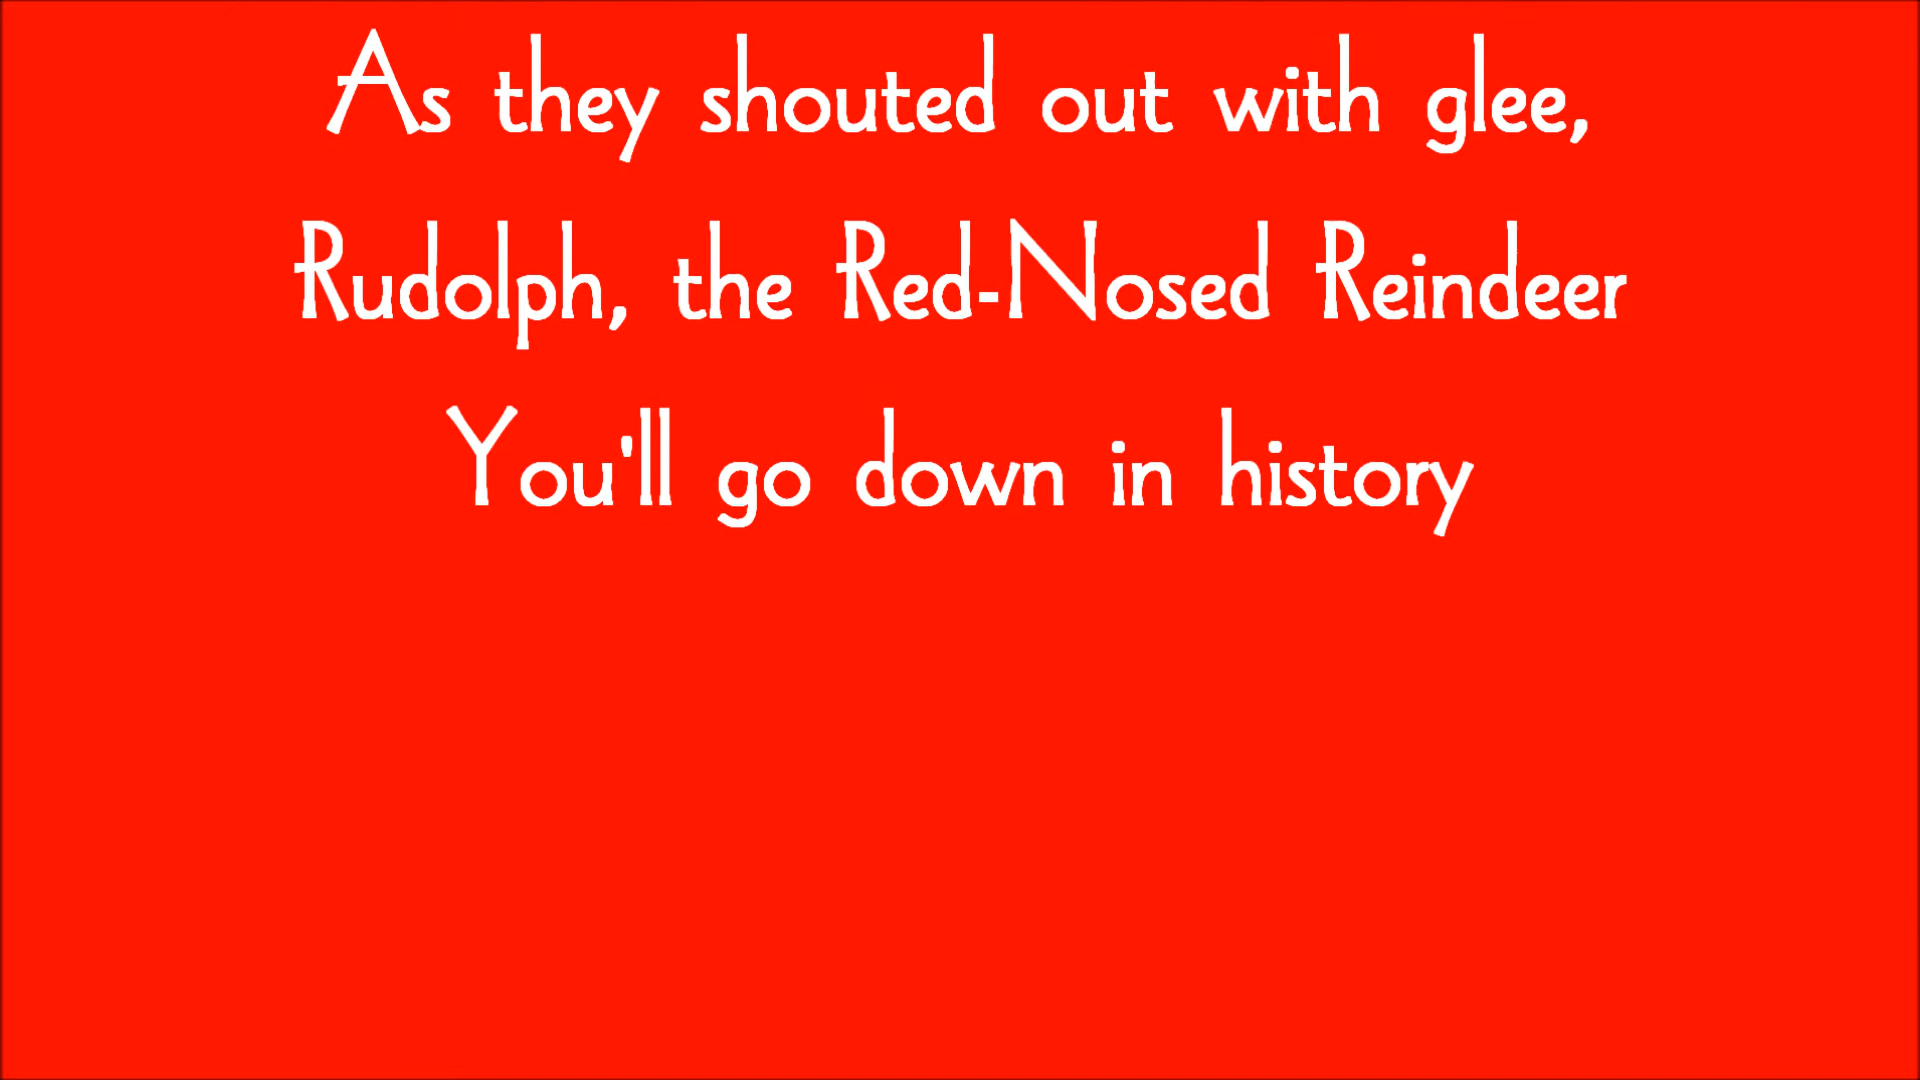 As they shouted out with glee,
Rudolph, the Red-Nosed Reindeer
You'll go down in history